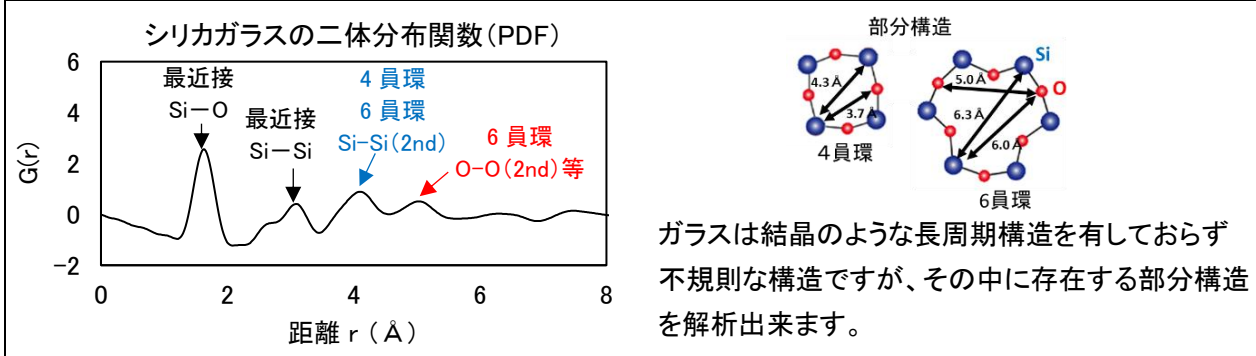 シリカガラスの二体分布関数(PDF)
G(r)
6
4
2
0
−2
0
2
4
6
8
距離 r (Å)
最近接
Si−O
最近接
Si−Si
4 員環
6 員環
Si-Si(2nd)
6 員環
O-O(2nd)等
部分構造
4.3 Å
3.7 Å
4員環
Si
5.0 Å
O
6.3 Å
6.0 Å
6員環
ガラスは結晶のような長周期構造を有しておらず
不規則な構造ですが、その中に存在する部分構造
を解析出来ます。